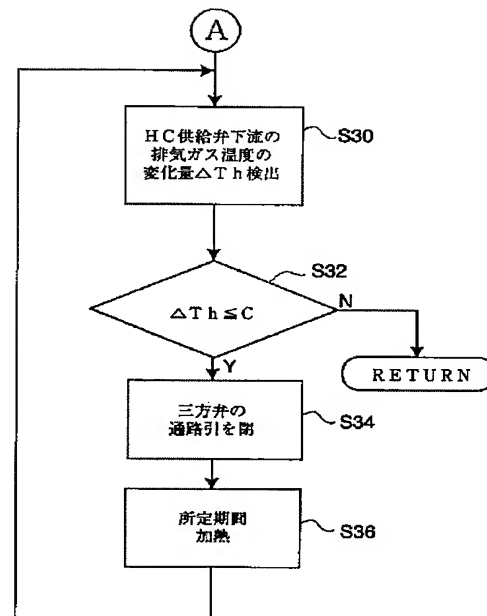 A
HC供給弁下流の
排気ガス温度の
変化量△Th検出
S30
S32
△Th≦C
N
RETURN
Y
三方弁の
通路引を閉
S34
所定期間
加熱
S36